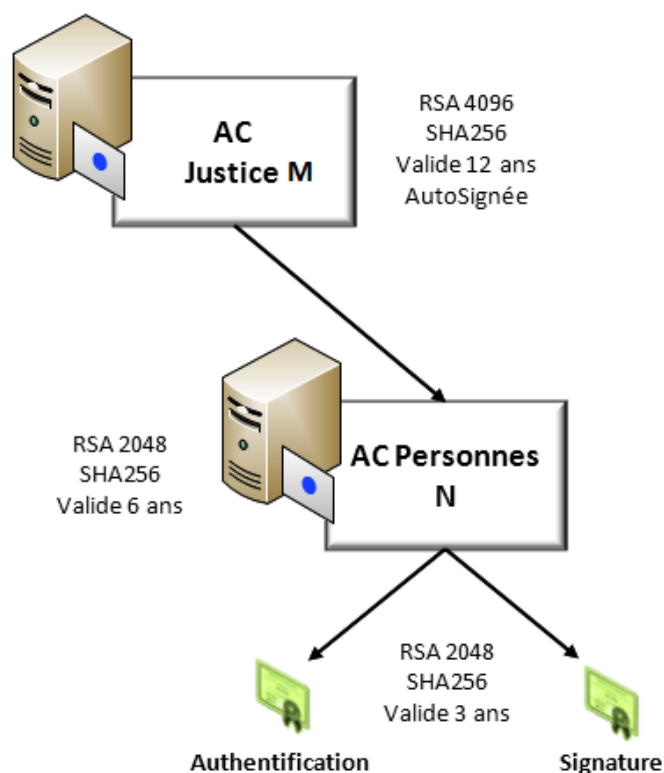 AC
Justice M
RSA 4096
SHA256
Valide 12 ans
AutoSignée
RSA 2048
SHA256
Valide 6 ans
AC Personnes
N
RSA 2048
SHA256
Valide 3 ans
Authentification
Signature